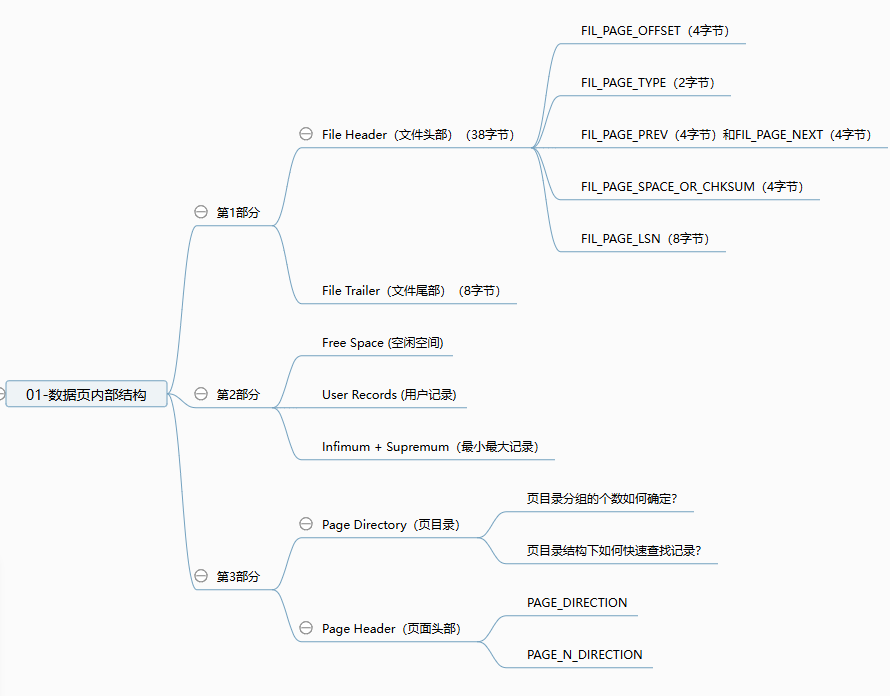 01-数据页内部结构
第1部分
File Header（文件头部）（38字节）
FIL_PAGE_OFFSET（4字节）
FIL_PAGE_TYPE（2字节）
FIL_PAGE_PREV（4字节）和FIL_PAGE_NEXT（4字节）
FIL_PAGE_SPACE_OR_CHKSUM（4字节）
FIL_PAGE_LSN（8字节）
File Trailer（文件尾部）（8字节）
第2部分
Free Space (空闲空间)
User Records (用户记录)
Infimum + Supremum（最小最大记录）
第3部分
Page Directory（页目录）
页目录分组的个数如何确定？
页目录结构下如何快速查找记录？
Page Header（页面头部）
PAGE_DIRECTION
PAGE_N_DIRECTION